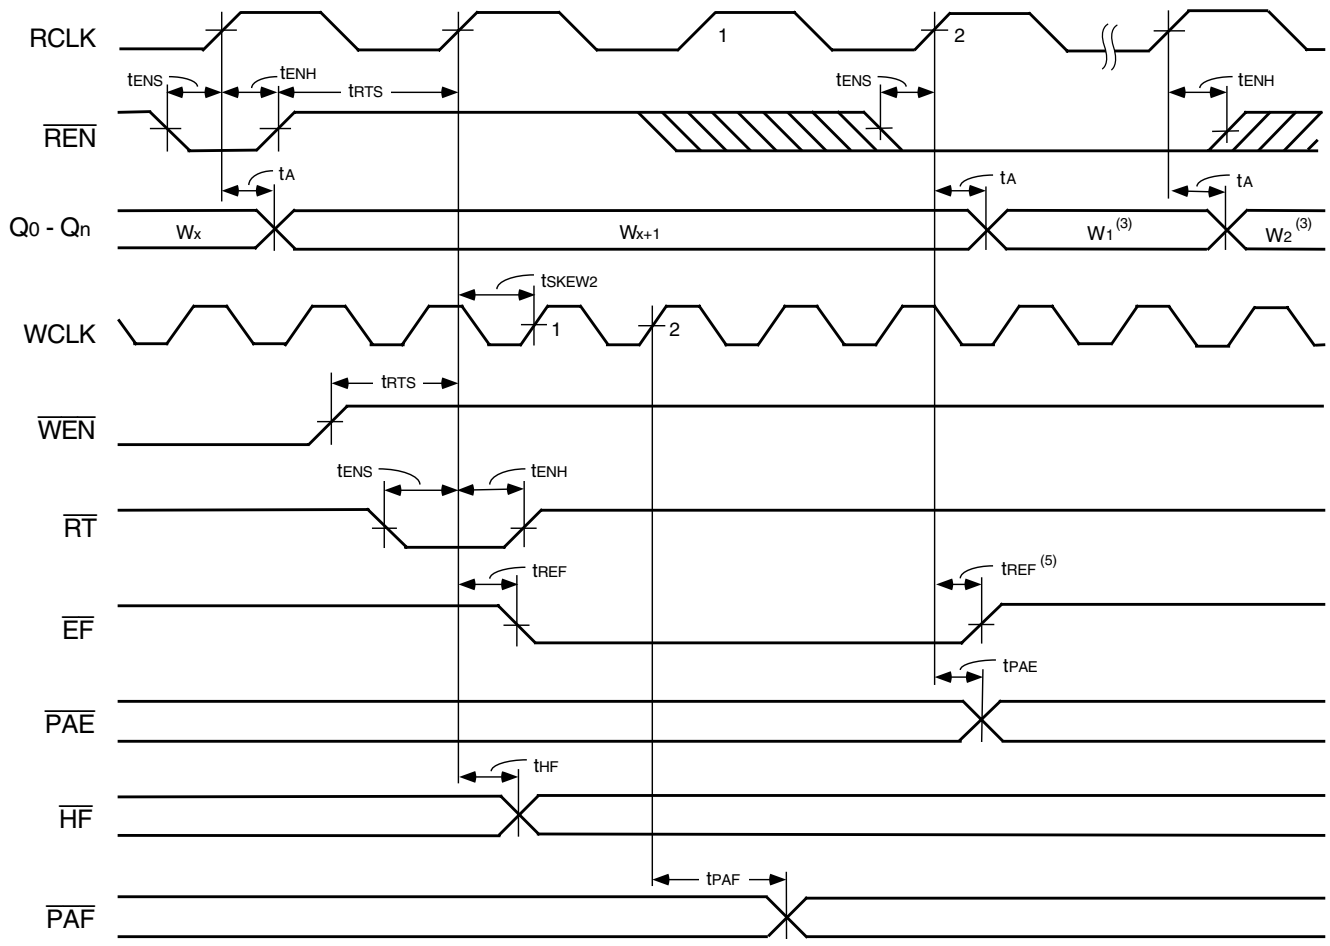 RCLK
1
2
tENS
tENH
tRTS
tENS
tENH
REN
tA
tA
tA
Q0 - Qn
Wx
Wx+1
W1(3)
W2(3)
tSKEW2
WCLK
1
2
tRTS
WEN
tENS
tENH
RT
tREF
tREF(5)
EF
tPAE
PAE
tHF
HF
tPAF
PAF